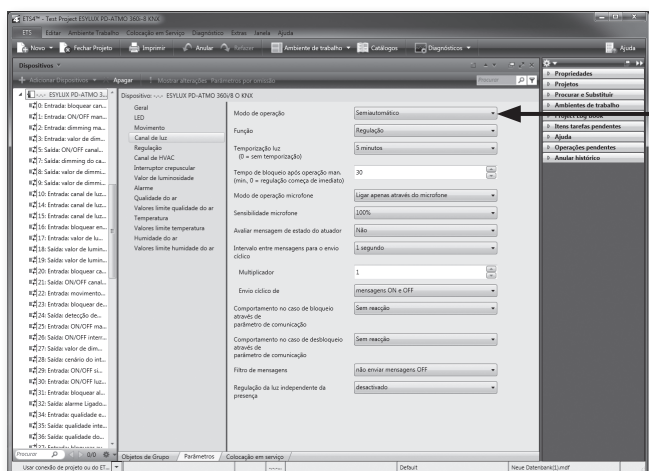 ETS4™ - Test Project ESYLUX PD-ATMO 360i-8 KNX
ETS Editar Ambiente Trabalho Colocação em Serviço Diagnóstico Extras Janela Ajuda
Novo Fechar Projeto Imprimir Anular Refazer Ambiente de trabalho Catálogos Diagnósticos Ajuda
Dispositivos
Adicionar Dispositivos Apagar Mostrar alterações Parâmetros por omissão Procurar
ESYLUX PD-ATMO 3...
0: Entrada: bloquear can...
1: Entrada: ON/OFF man...
2: Entrada: dimming ma...
3: Entrada: valor de dim...
5: Saída: ON/OFF canal...
7: Saída: dimming do ca...
8: Saída: valor de dimmi...
9: Saída: valor de dimmi...
10: Entrada: canal de luz...
14: Entrada: canal de luz...
15: Entrada: canal de luz...
16: Entrada: bloquear en...
17: Entrada: valor de lu...
18: Saída: valor de lumin...
19: Saída: valor de lumin...
20: Entrada: bloquear ca...
21: Saída: ON/OFF canal...
22: Entrada: movimento...
23: Entrada: bloquear de...
24: Saída: detecção de...
25: Entrada: ON/OFF ma...
26: Saída: ON/OFF interr...
27: Saída: valor de dim...
28: Saída: cenário do int...
29: Entrada: ON/OFF si...
30: Entrada: ON/OFF luz...
31: Entrada: bloquear al...
32: Saída: alarme Ligado...
34: Entrada: qualidade e...
35: Saída: qualidade inte...
36: Saída: qualidade do...
Procurar 0/0
Dispositivo: -.-.- ESYLUX PD-ATMO 360i/8 O KNX
Geral
LED
Movimento
Canal de luz
Regulação
Canal de HVAC
Interruptor crepuscular
Valor de luminosidade
Alarme
Qualidade do ar
Valores limite qualidade do ar
Temperatura
Valores limite temperatura
Humidade do ar
Valores limite humidade do ar
Modo de operação Semiautomático
Função Regulação
Temporização luz 5 minutos
(0 = sem temporização)
Tempo de bloqueio após operação man. 30
(min, 0 = regulação começa de imediato)
Modo de operação microfone Ligar apenas através do microfone
Sensibilidade microfone 100%
Avaliar mensagem de estado do atuador Não
Intervalo entre mensagens para o envio 1 segundo
cíclico
Multiplicador 1
Envio cíclico de mensagens ON e OFF
Comportamento no caso de bloqueio Sem reacção
através de
parâmetro de comunicação
Comportamento no caso de desbloqueio Sem reacção
através de
parâmetro de comunicação
Filtro de mensagens não enviar mensagens OFF
Regulação da luz independente da desactivado
presença
Objetos de Grupo Parâmetros Colocação em serviço
Propriedades
Projetos
Procurar e Substituir
Ambientes de trabalho
Project Log Book
Itens tarefas pendentes
Ajuda
Operações pendentes
Anular histórico
Usar conexão de projeto ou do ET... Default Neue Datenbank(1).mdf